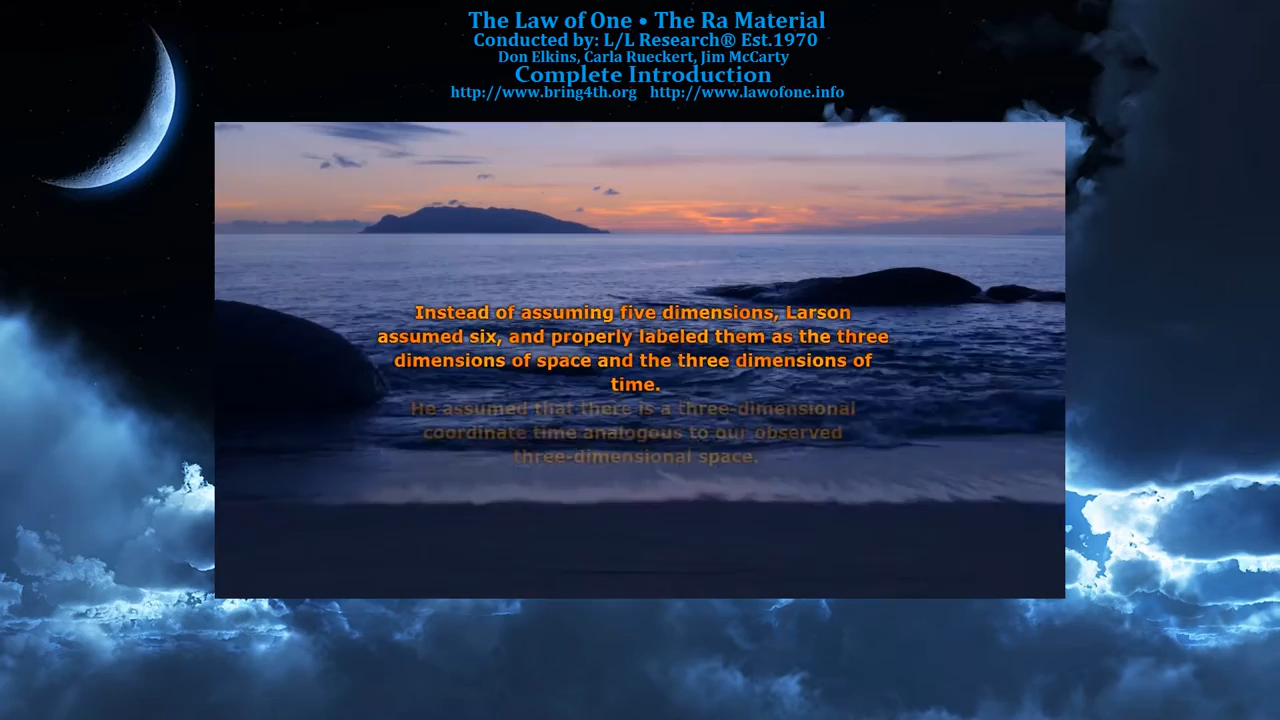 The Law of One • The Ra Material
Conducted by: L/L Research® Est.1970
Don Elkins, Carla Rueckert, Jim McCarty
Complete Introduction
http://www.bring4th.org http://www.lawofone.info
Instead of assuming five dimensions, Larson
assumed six, and properly labeled them as the three
dimensions of space and the three dimensions of
time.
He assumed that there is a three-dimensional
coordinate time analogous to our observed
three-dimensional space.